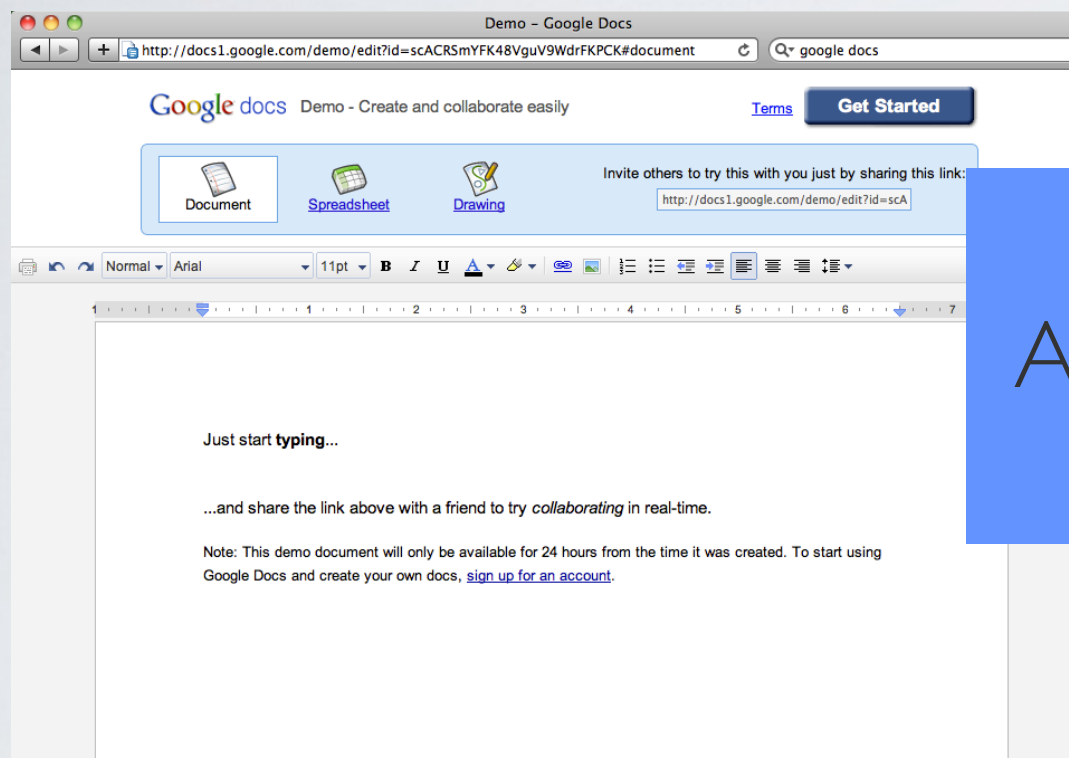 Demo – Google Docs
http://docs1.google.com/demo/edit?id=scACRSmYFK48VguV9WdrFKPCK#document
google docs
Google docs Demo - Create and collaborate easily
Terms
Get Started
Invite others to try this with you just by sharing this link:
http://docs1.google.com/demo/edit?id=scA
Document Spreadsheet Drawing
Normal Arial 11pt B I U A
1 1 2 3 4 5 6 7
A
Just start typing...
...and share the link above with a friend to try collaborating in real-time.
Note: This demo document will only be available for 24 hours from the time it was created. To start using
Google Docs and create your own docs, sign up for an account.